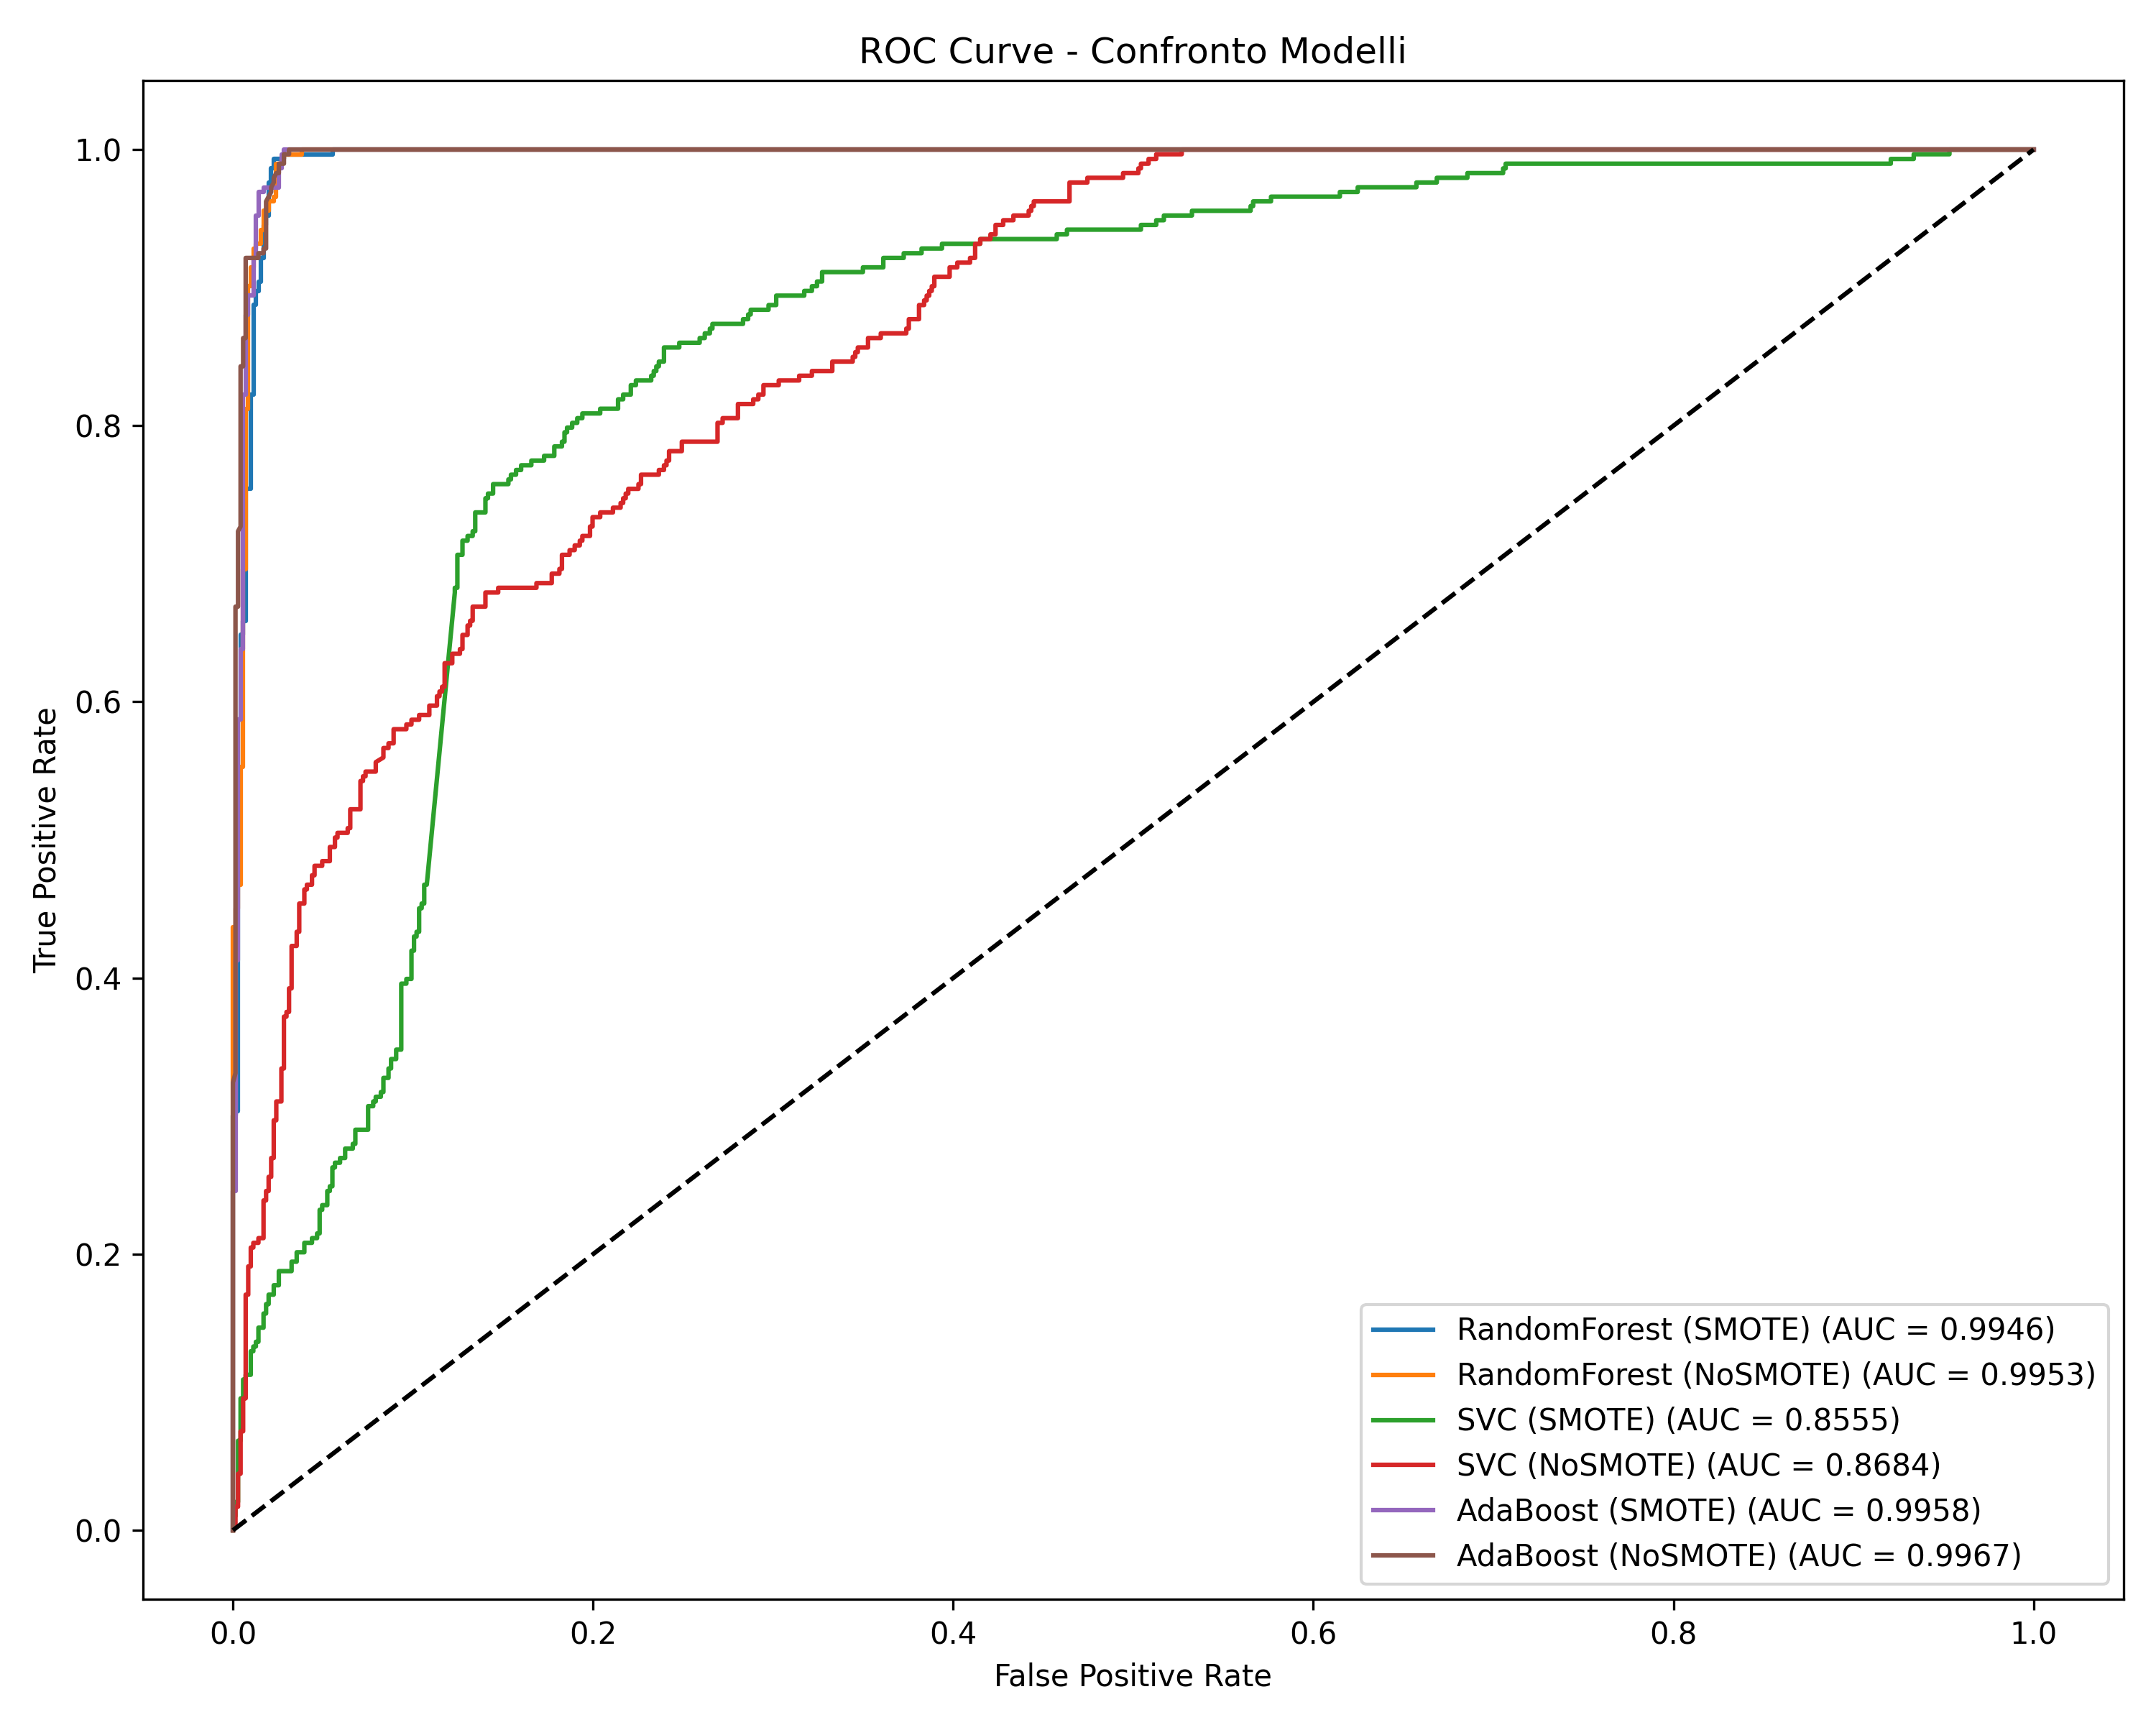 ROC Curve - Confronto Modelli
True Positive Rate
1.0
0.8
0.6
0.4
0.2
0.0
RandomForest (SMOTE) (AUC = 0.9946)
RandomForest (NoSMOTE) (AUC = 0.9953)
SVC (SMOTE) (AUC = 0.8555)
SVC (NoSMOTE) (AUC = 0.8684)
AdaBoost (SMOTE) (AUC = 0.9958)
AdaBoost (NoSMOTE) (AUC = 0.9967)
0.0 0.2 0.4 0.6 0.8 1.0
False Positive Rate